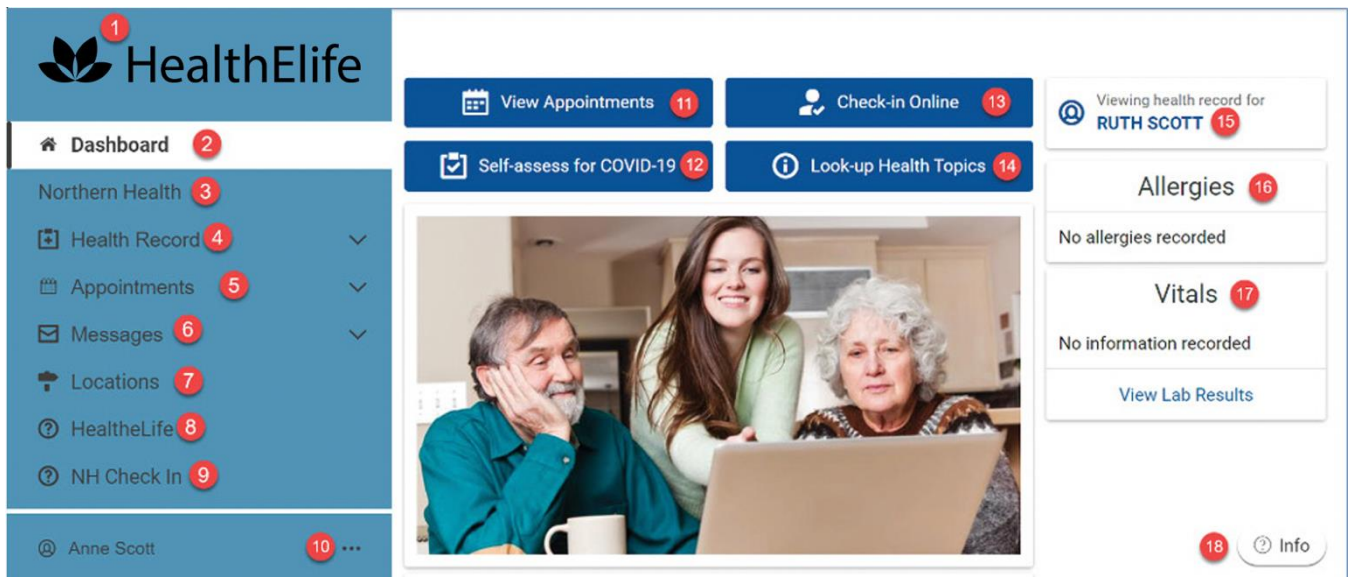 1
HealthElife
Dashboard 2
Northern Health 3
Health Record 4
Appointments 5
Messages 6
Locations 7
HealtheLife 8
NH Check In 9
Anne Scott 10
View Appointments 11
Check-in Online 13
Self-assess for COVID-19 12
Look-up Health Topics 14
Viewing health record for
RUTH SCOTT 15
Allergies 16
No allergies recorded
Vitals 17
No information recorded
View Lab Results
18 Info